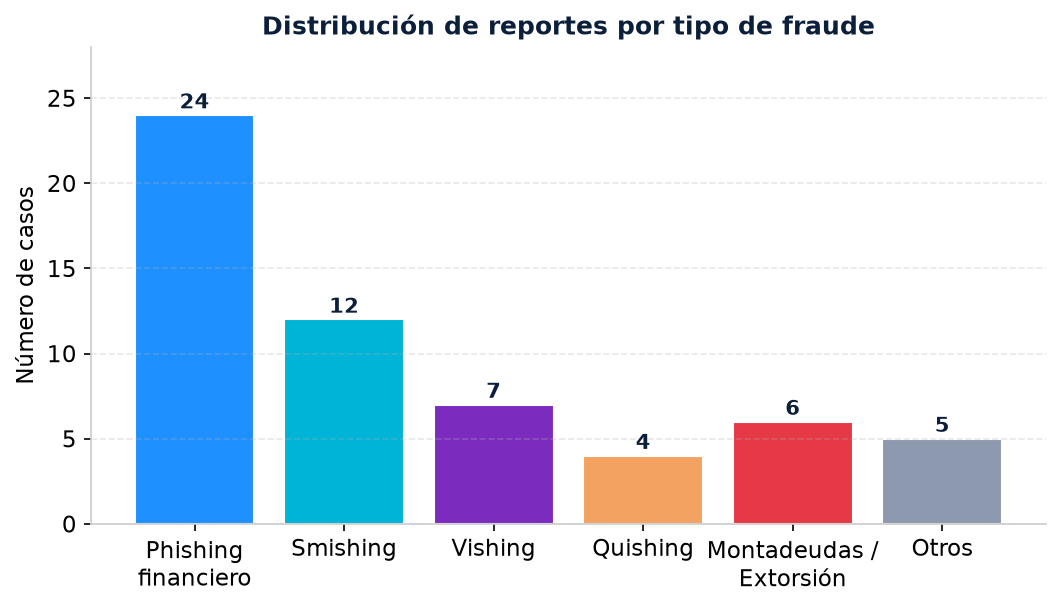 Distribución de reportes por tipo de fraude
Número de casos
25
20
15
10
5
0
24
12
7
4
6
5
Phishing
financiero
Smishing
Vishing
Quishing
Montadeudas /
Extorsión
Otros